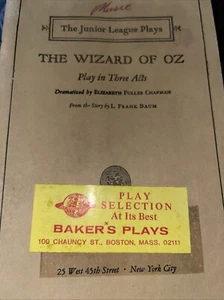 Music
The Junior League Plays
THE WIZARD OF OZ
Play in Three Acts
Dramatized by ELIZABETH FULLER CHAPMAN
From the Story by L. FRANK BAUM
PLAY
SELECTION
At Its Best
BAKER'S PLAYS
100 CHAUNCY ST., BOSTON, MASS. 02111
25 West 45th Street · New York City